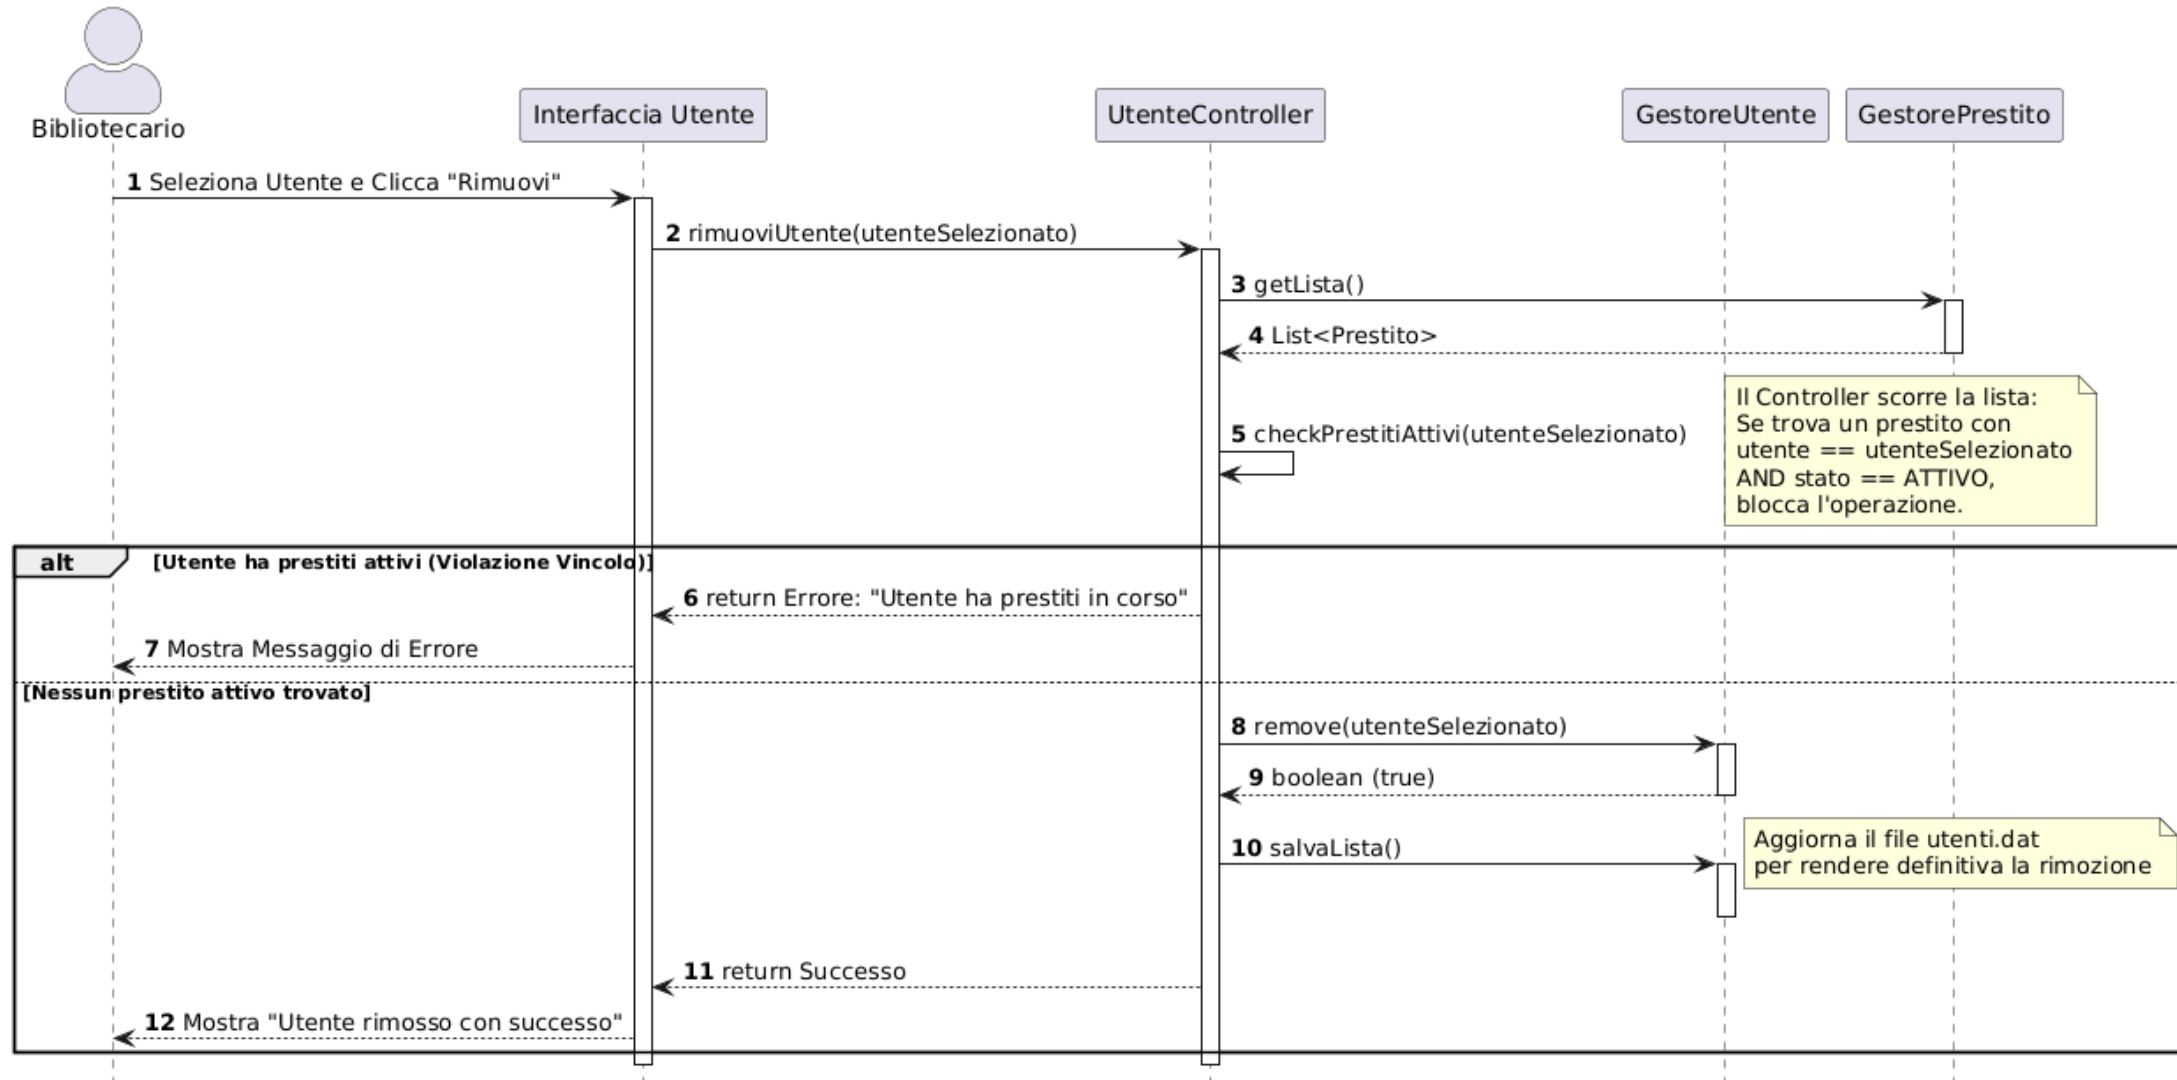 Bibliotecario
Interfaccia Utente
UtenteController
GestoreUtente
GestorePrestito
1 Seleziona Utente e Clicca "Rimuovi"
2 rimuoviUtente(utenteSelezionato)
3 getLista()
4 List<Prestito>
Il Controller scorre la lista:
Se trova un prestito con
utente == utenteSelezionato
AND stato == ATTIVO,
blocca l'operazione.
5 checkPrestitiAttivi(utenteSelezionato)
alt [Utente ha prestiti attivi (Violazione Vincolo)]
6 return Errore: "Utente ha prestiti in corso"
7 Mostra Messaggio di Errore
[Nessun prestito attivo trovato]
8 remove(utenteSelezionato)
9 boolean (true)
10 salvaLista()
Aggiorna il file utenti.dat
per rendere definitiva la rimozione
11 return Successo
12 Mostra "Utente rimosso con successo"